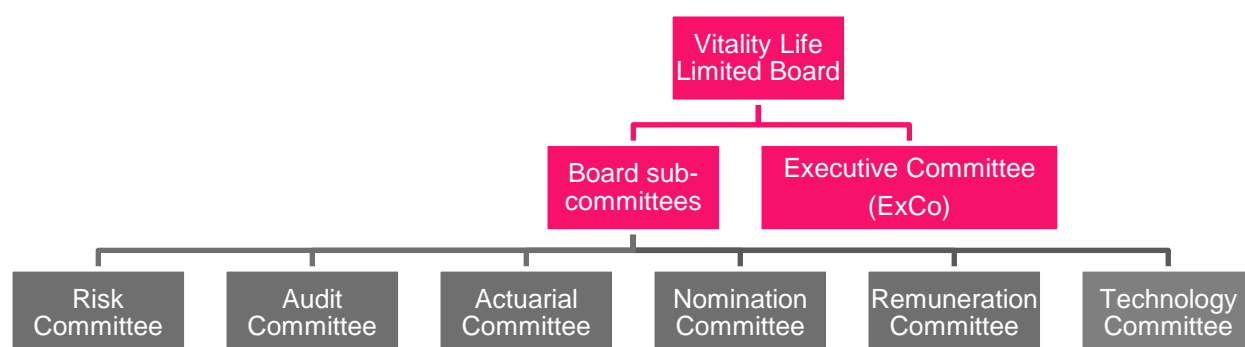 Vitality Life
Limited Board
Board sub-
committees
Executive Committee
(ExCo)
Risk
Committee
Audit
Committee
Actuarial
Committee
Nomination
Committee
Remuneration
Committee
Technology
Committee